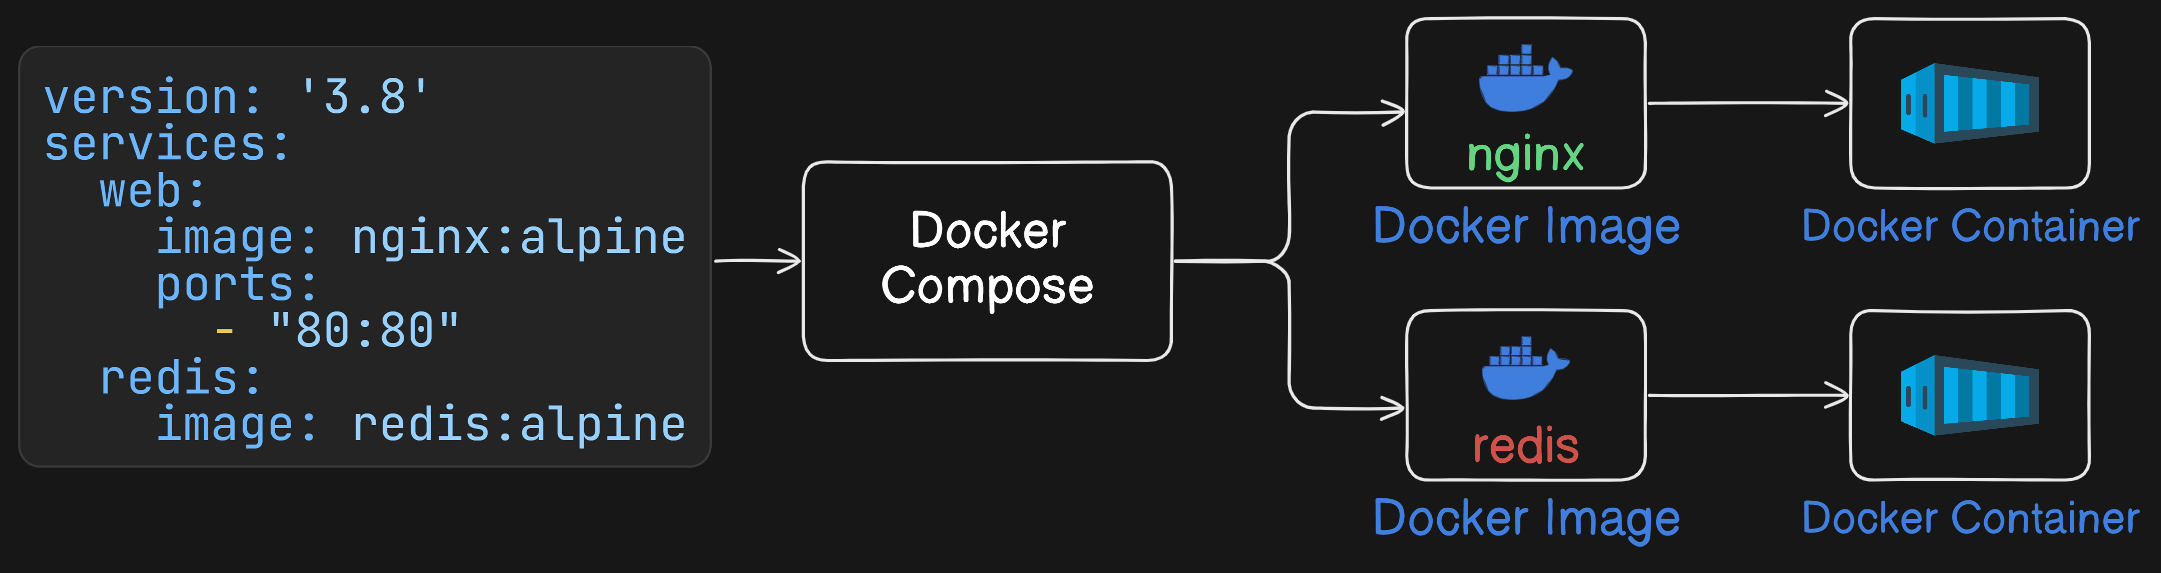 version: '3.8'
services:
  web:
    image: nginx:alpine
    ports:
      - "80:80"
  redis:
    image: redis:alpine
Docker
Compose
nginx
Docker Image
Docker Container
redis
Docker Image
Docker Container